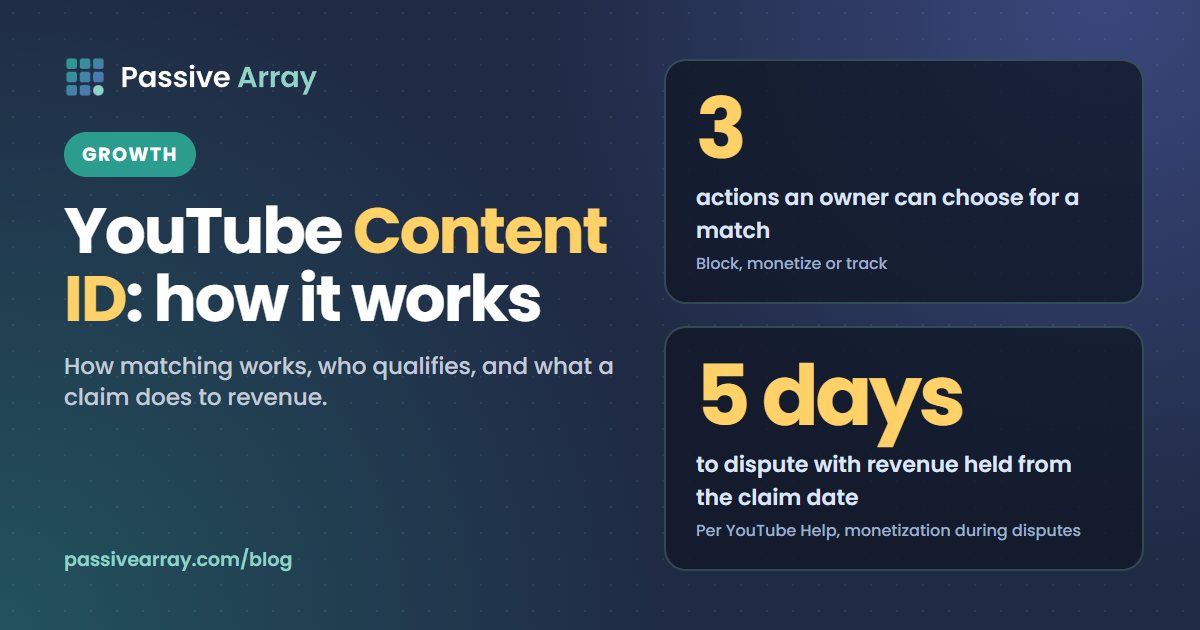 Passive Array
GROWTH
YouTube Content
ID: how it works
How matching works, who qualifies, and what a
claim does to revenue.
passivearray.com/blog
3
actions an owner can choose for a
match
Block, monetize or track
5 days
to dispute with revenue held from
the claim date
Per YouTube Help, monetization during disputes